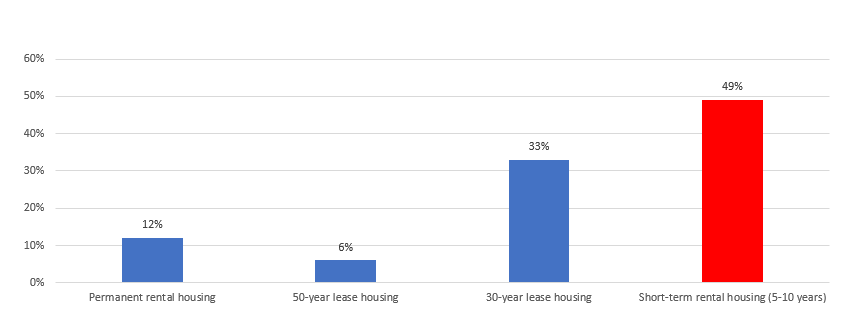 60%
50%
40%
30%
20%
10%
0%
12%
6%
33%
49%
Permanent rental housing
50-year lease housing
30-year lease housing
Short-term rental housing (5-10 years)